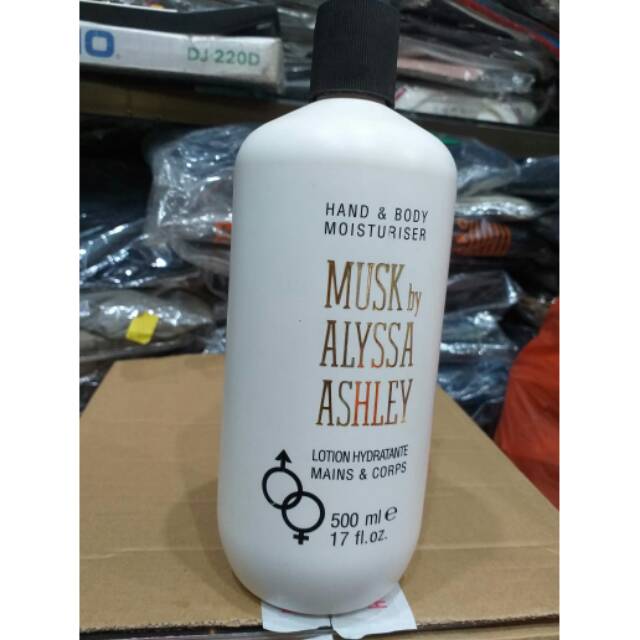 DJ 220D
HAND & BODY
MOISTURISER
MUSK by
ALYSSA
ASHLEY
LOTION HYDRATANTE
MAINS & CORPS
500 ml e
17 fl.oz.